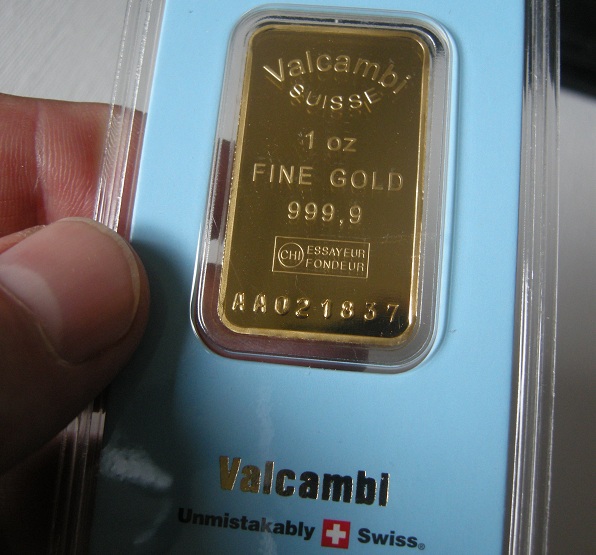 Valcambi
SUISSE
1 oz
FINE GOLD
999,9
CHI ESSAYEUR
FONDEUR
AA021837
Valcambi
Unmistakably Swiss®